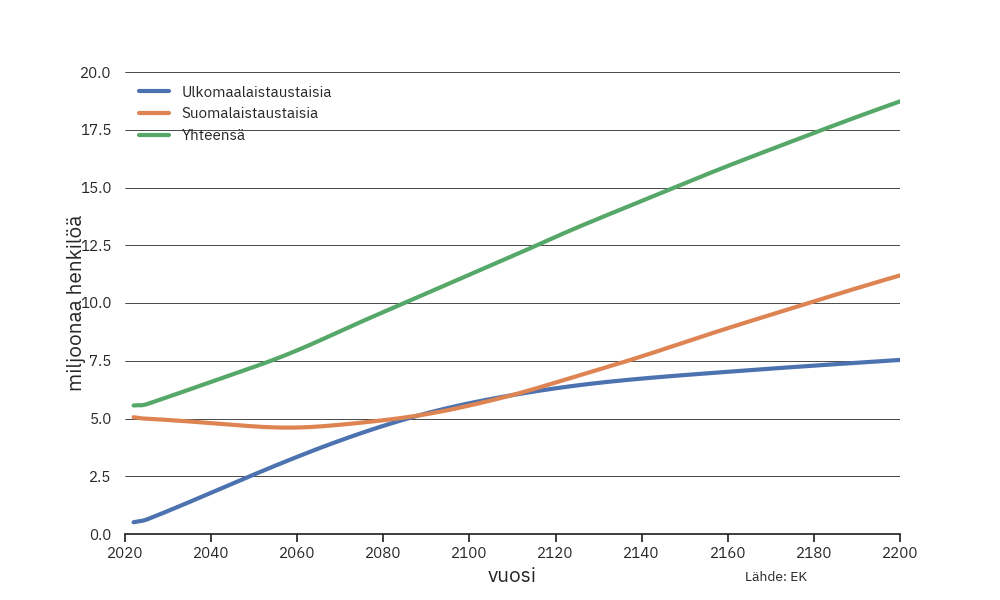 20.0
Ulkomaalaistaustaisia
Suomalaistaustaisia
Yhteensä
17.5
15.0
12.5
10.0
7.5
5.0
2.5
0.0
miljoonaa henkilöä
2020 2040 2060 2080 2100 2120 2140 2160 2180 2200
vuosi
Lähde: EK